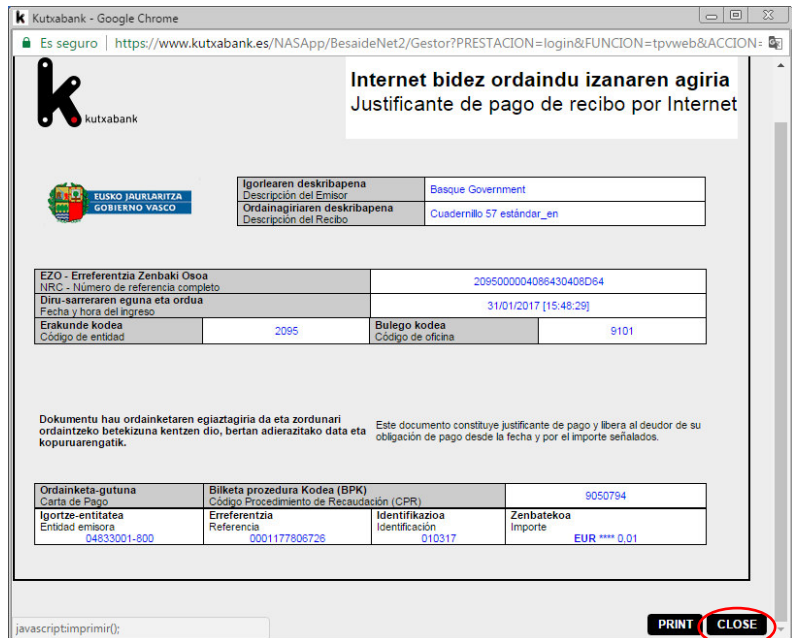 Kutxabank - Google Chrome
Es seguro | https://www.kutxabank.es/NASApp/BesaideNet2/Gestor?PRESTACION=login&FUNCION=tpvweb&ACCION=
kutxabank
Internet bidez ordaindu izanaren agiria
Justificante de pago de recibo por Internet
EUSKO JAURLARITZA
GOBIERNO VASCO
Igorlearen deskribapena
Descripción del Emisor
Basque Government
Ordainagiriaren deskribapena
Descripción del Recibo
Cuadernillo 57 estándar_en
EZO - Erreferentzia Zenbaki Osoa
NRC - Número de referencia completo
2095000004086430408D64
Diru-sarreraren eguna eta ordua
Fecha y hora del ingreso
31/01/2017 [15:48:29]
Erakunde kodea
Código de entidad
2095
Bulego kodea
Código de oficina
9101
Dokumentu hau ordainketaren egiaztagiria da eta zordunari
ordaintzeko betekizuna kentzen dio, bertan adierazitako data eta
kopuruarengatik.
Este documento constituye justificante de pago y libera al deudor de su
obligación de pago desde la fecha y por el importe señalados.
Ordainketa-gutuna
Carta de Pago
Bilketa prozedura Kodea (BPK)
Código Procedimiento de Recaudación (CPR)
9050794
Igortze-entitatea
Entidad emisora
04833001-800
Erreferentzia
Referencia
0001177806726
Identifikazioa
Identificación
010317
Zenbatekoa
Importe
EUR **** 0,01
javascript:imprimir();
PRINT
CLOSE